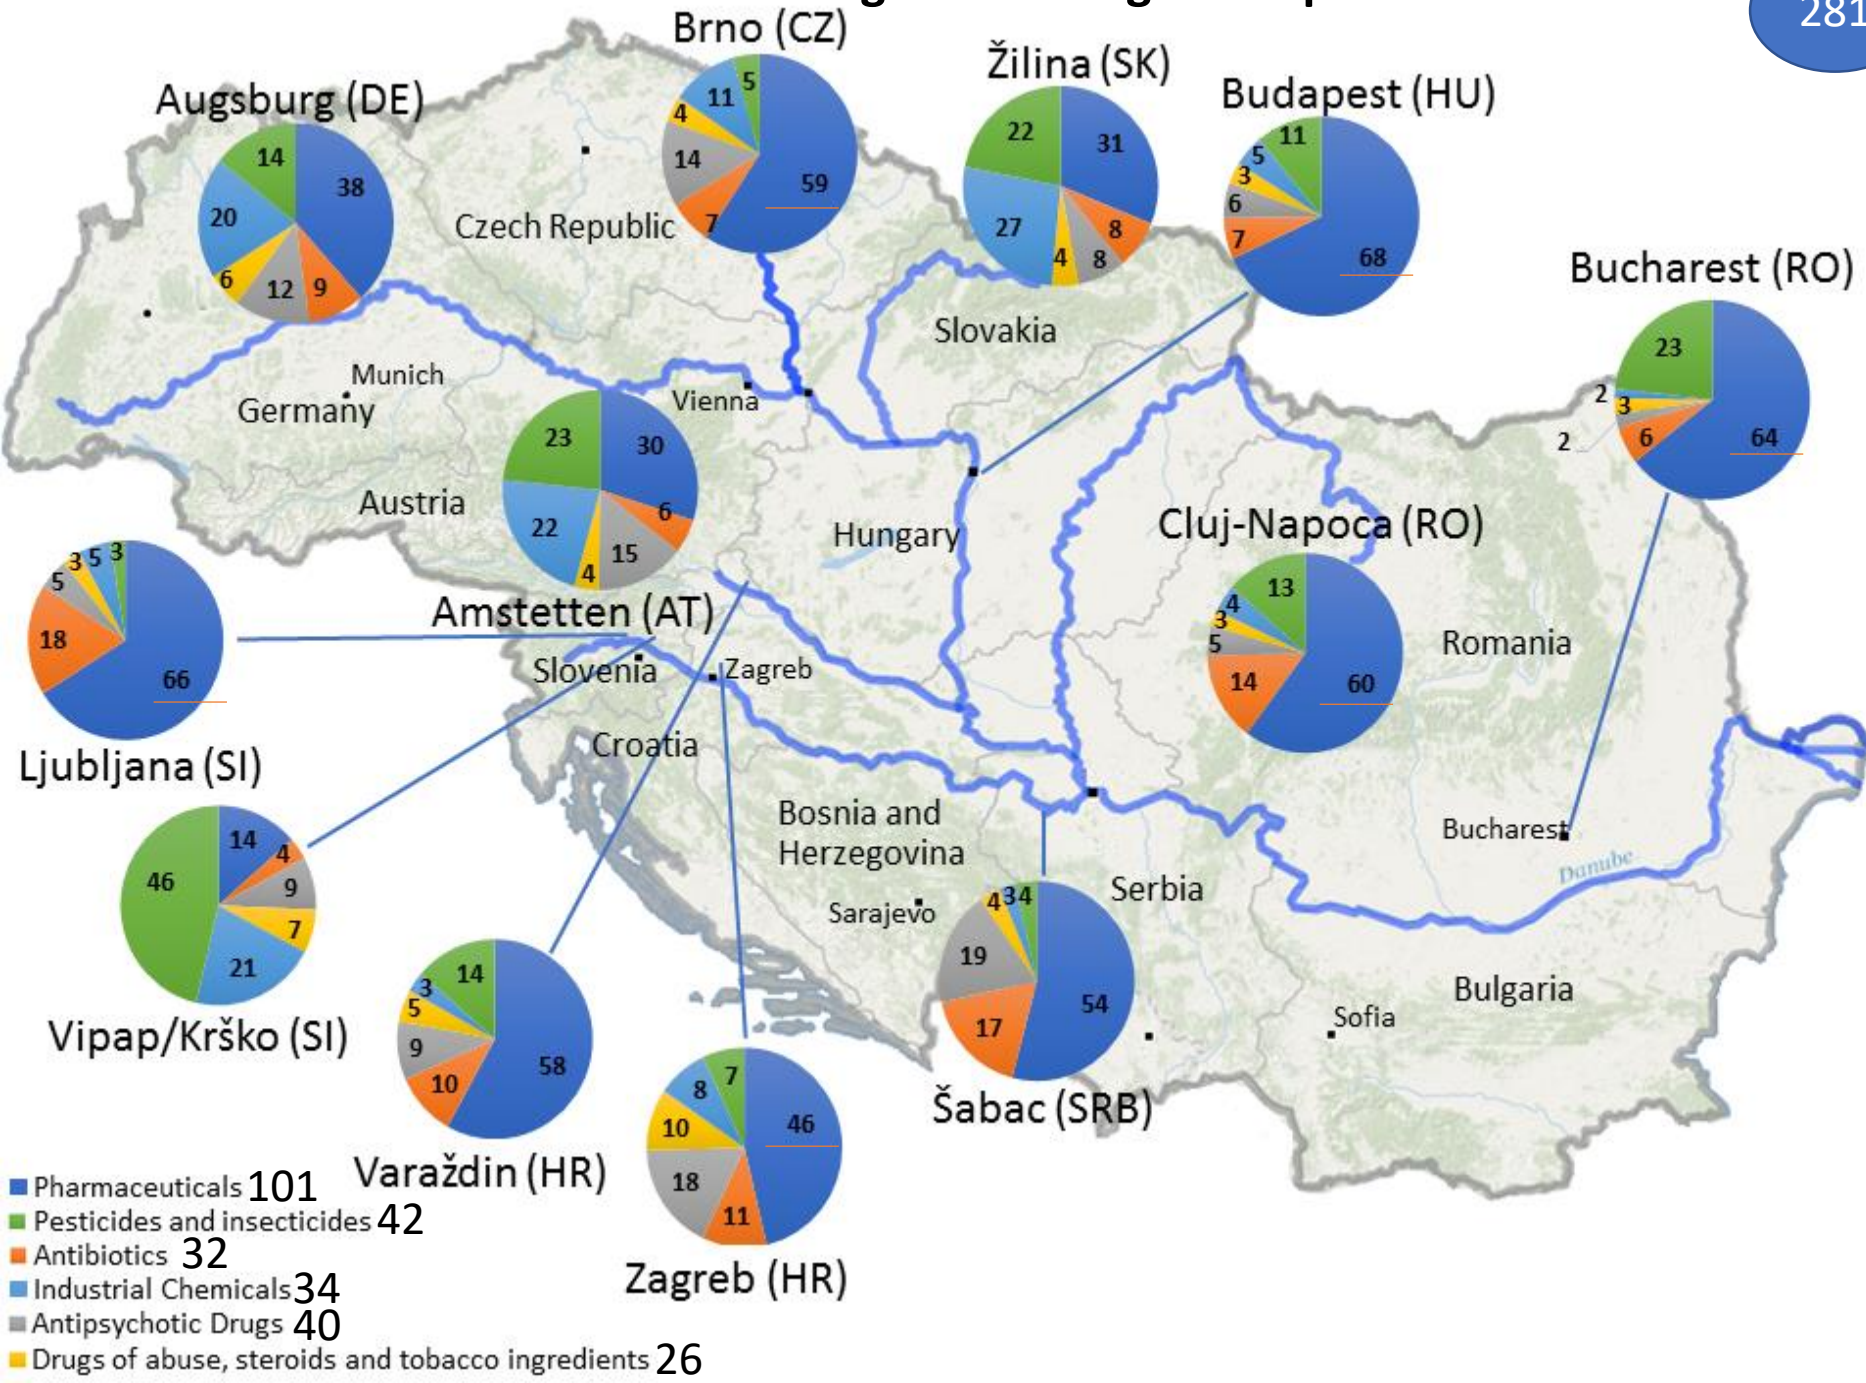 281
Brno (CZ)
5
11
4
14
7
59
Žilina (SK)
22
31
27
4
8
8
Budapest (HU)
11
5
3
6
7
68
Augsburg (DE)
14
38
20
6
12
9
Czech Republic
Bucharest (RO)
23
2
3
2
6
64
Slovakia
Munich
Germany
Vienna
23
30
22
6
4
15
Amstetten (AT)
Austria
Hungary
Cluj-Napoca (RO)
13
4
3
5
14
60
Romania
3
5
3
5
18
66
Ljubljana (SI)
Slovenia
Zagreb
Croatia
Bosnia and
Herzegovina
Sarajevo
Serbia
Bucharest
Danube
Bulgaria
Sofia
14
4
46
9
7
21
Vipap/Krško (SI)
14
3
5
9
10
58
Varaždin (HR)
4
3
4
19
17
54
Šabac (SRB)
7
8
10
46
18
11
Zagreb (HR)
Pharmaceuticals 101
Pesticides and insecticides 42
Antibiotics 32
Industrial Chemicals 34
Antipsychotic Drugs 40
Drugs of abuse, steroids and tobacco ingredients 26